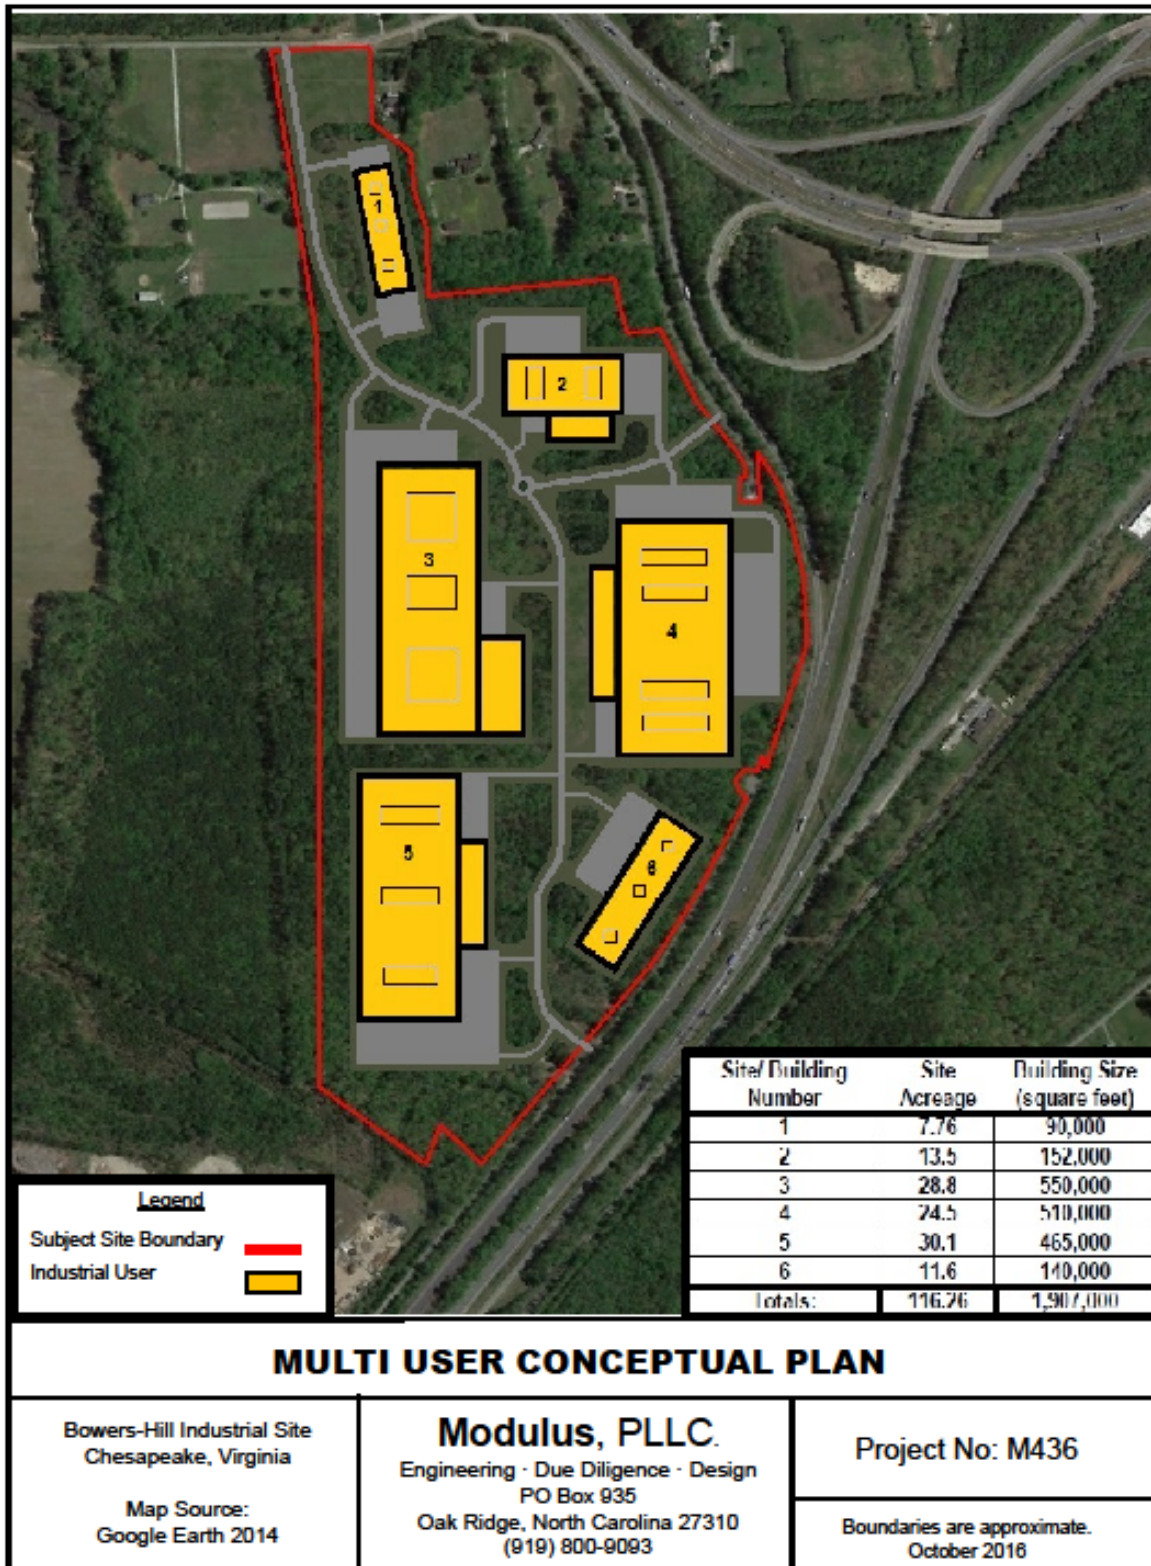 1
2
3
4
5
6
Site/ Building Number Site Acreage Building Size (square feet)
1 7.76 90,000
2 13.5 152,000
3 28.8 550,000
4 24.5 510,000
5 30.1 465,000
6 11.6 140,000
Totals: 116.26 1,907,000
Legend
Subject Site Boundary
Industrial User
MULTI USER CONCEPTUAL PLAN
Bowers-Hill Industrial Site
Chesapeake, Virginia
Map Source:
Google Earth 2014
Modulus, PLLC.
Engineering · Due Diligence · Design
PO Box 935
Oak Ridge, North Carolina 27310
(919) 800-9093
Project No: M436
Boundaries are approximate.
October 2016